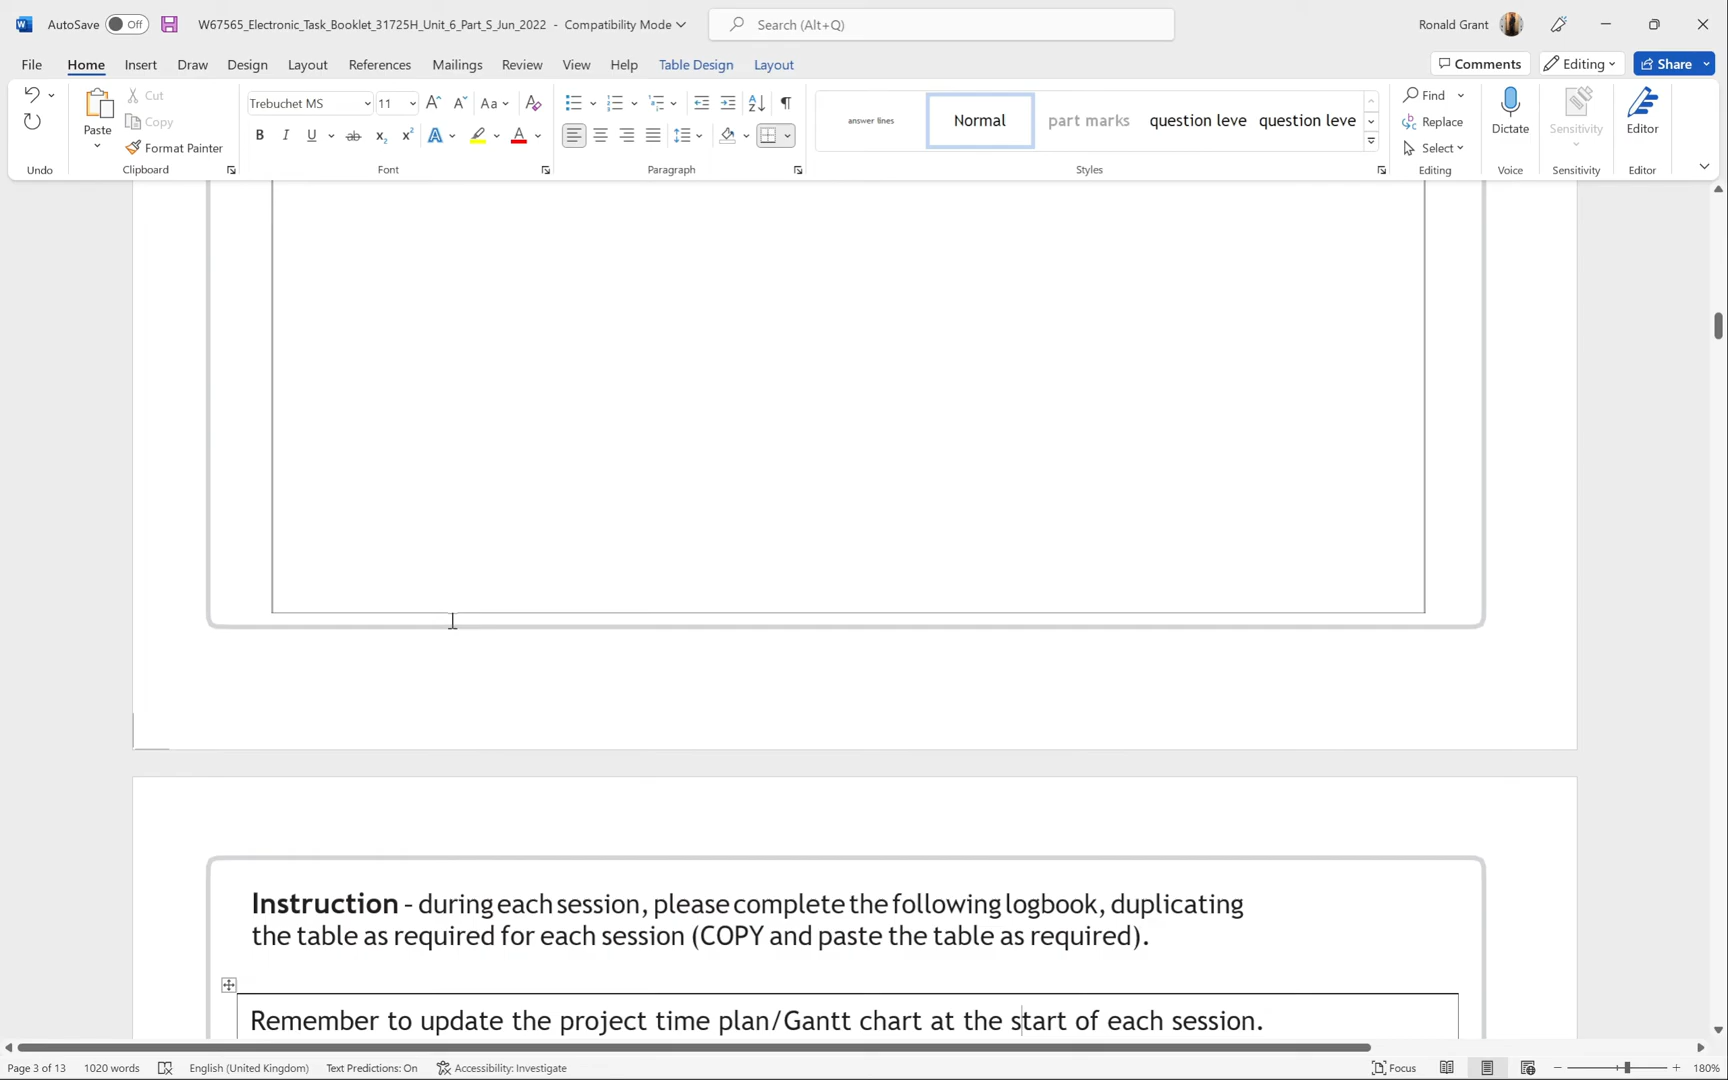 AutoSave Off W67565_Electronic_Task_Booklet_31725H_Unit_6_Part_S_Jun_2022 - Compatibility Mode Search (Alt+Q) Ronald Grant
File Home Insert Draw Design Layout References Mailings Review View Help Table Design Layout Comments Editing Share
Paste Cut Copy Format Painter
Trebuchet MS 11 Aa
B I U ab x₂ x² A A
answer lines Normal part marks question leve question leve
Find Replace Select
Dictate Sensitivity Editor
Undo Clipboard Font Paragraph Styles Editing Voice Sensitivity Editor
Instruction - during each session, please complete the following logbook, duplicating
the table as required for each session (COPY and paste the table as required).
Remember to update the project time plan/Gantt chart at the start of each session.
Page 3 of 13 1020 words English (United Kingdom) Text Predictions: On Accessibility: Investigate Focus 180%